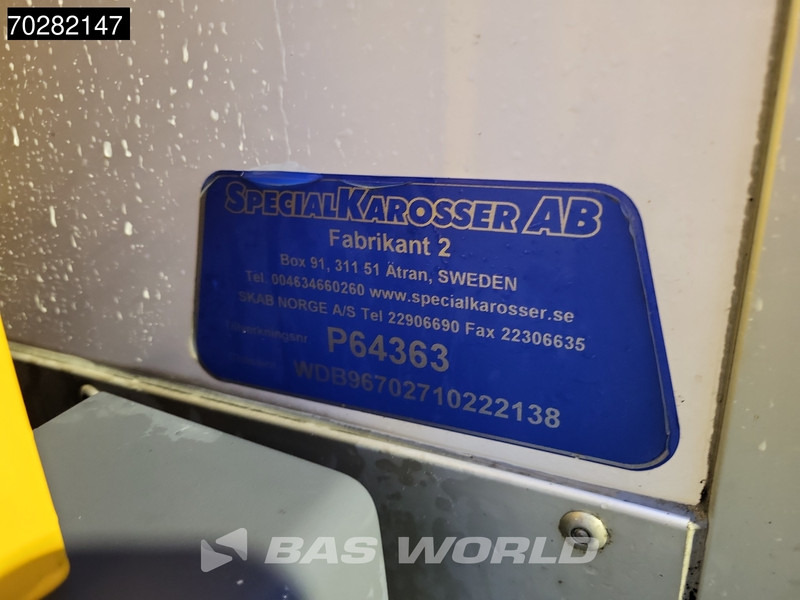 70282147
SPECIALKAROSSER AB
Fabrikant 2
Box 91, 311 51 Ätran, SWEDEN
Tel. 004634660260 www.specialkarosser.se
SKAB NORGE A/S Tel 22906690 Fax 22306635
Tillverkningsnr P64363
WDB96702710222138
BAS WORLD